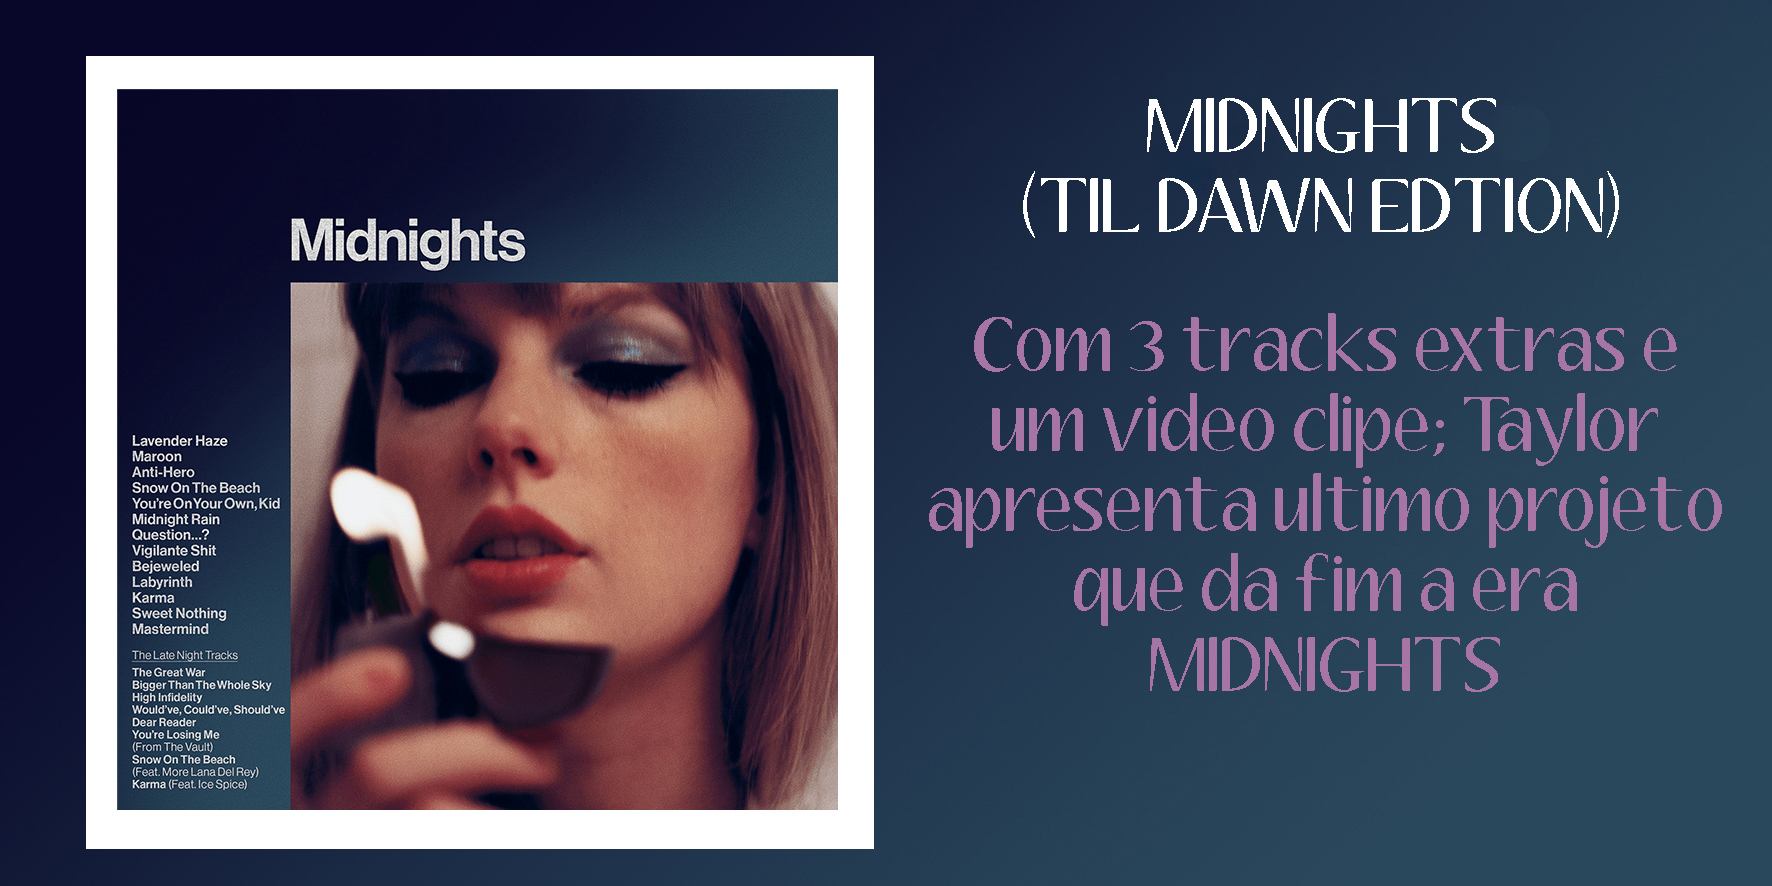 Midnights
Lavender Haze
Maroon
Anti-Hero
Snow On The Beach
You're On Your Own, Kid
Midnight Rain
Question...?
Vigilante Shit
Bejeweled
Labyrinth
Karma
Sweet Nothing
Mastermind
The Late Night Tracks
The Great War
Bigger Than The Whole Sky
High Infidelity
Would've, Could've, Should've
Dear Reader
You're Losing Me
(From The Vault)
Snow On The Beach
(Feat. More Lana Del Rey)
Karma (Feat. Ice Spice)
MIDNIGHTS
(TIL DAWN EDTION)
Com 3 tracks extras e
um video clipe; Taylor
apresenta ultimo projeto
que da fim a era
MIDNIGHTS